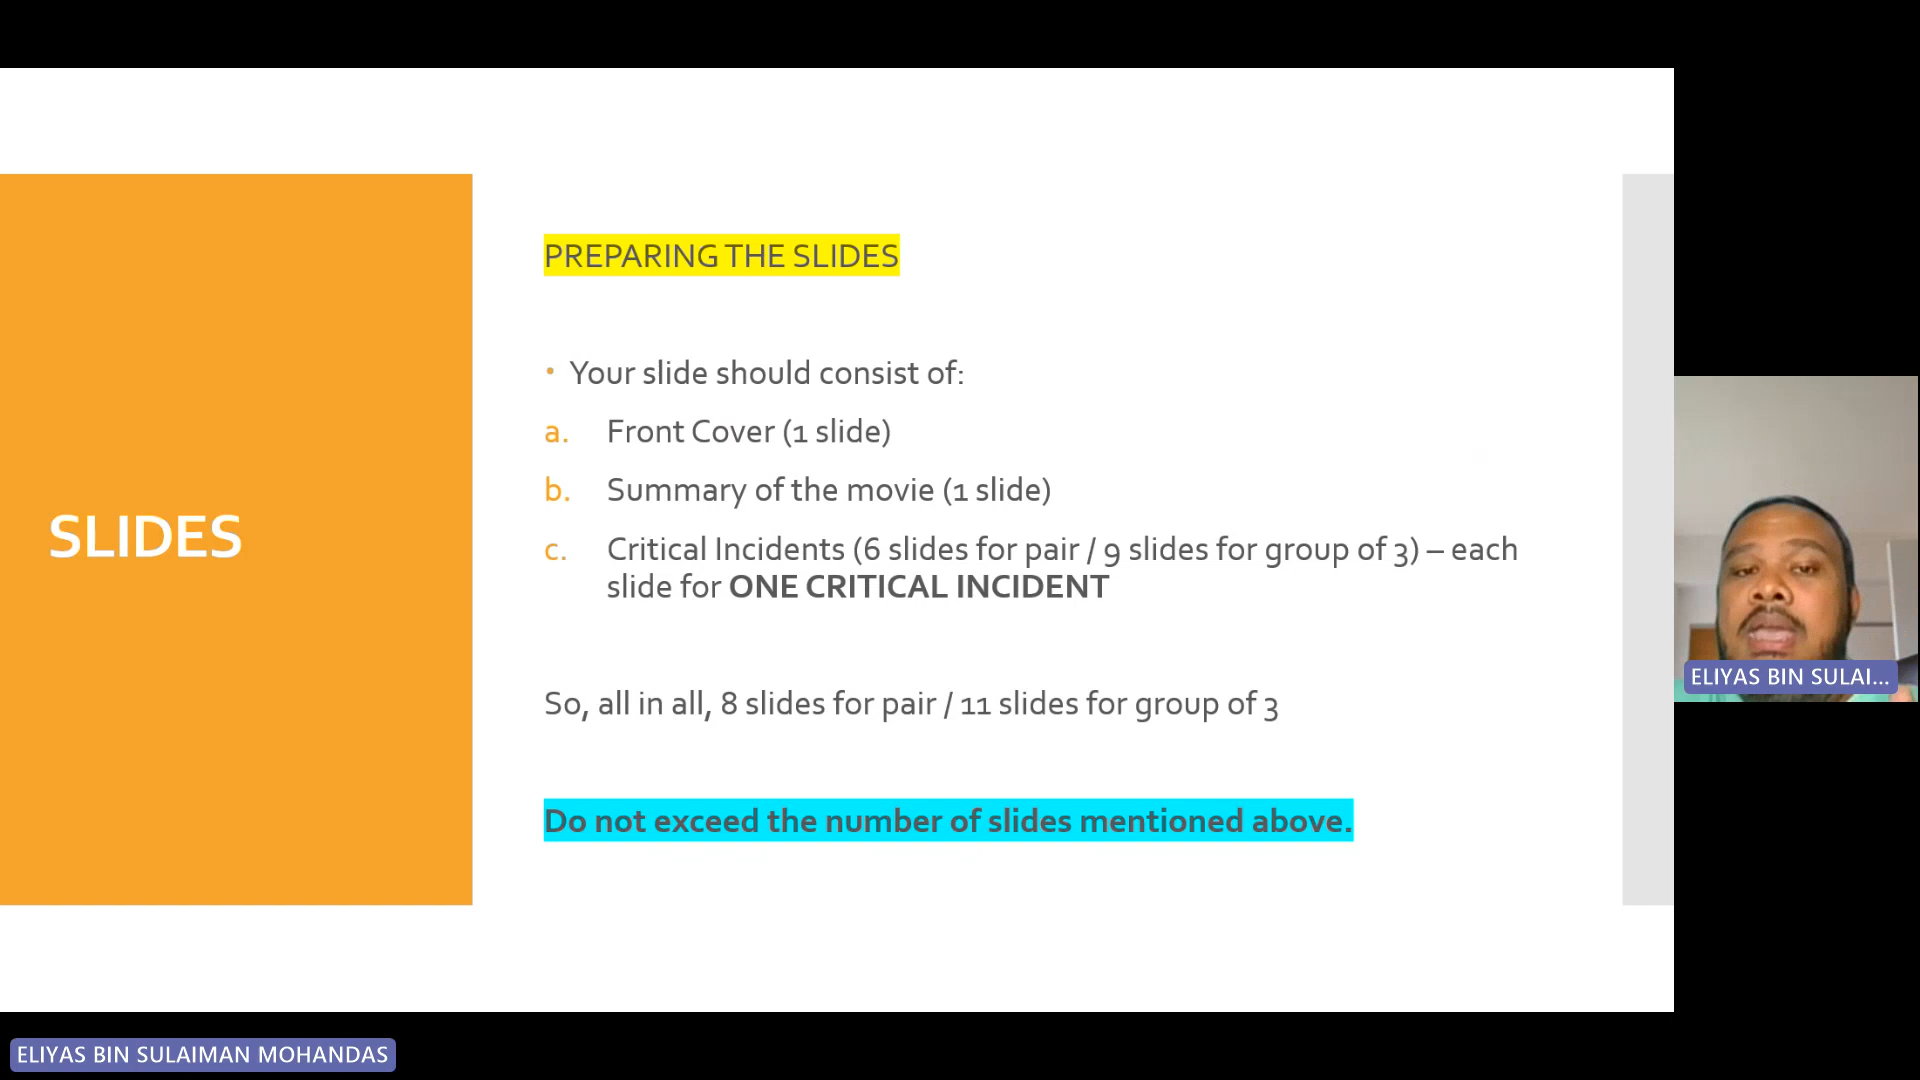 SLIDES
PREPARING THE SLIDES
• Your slide should consist of:
a. Front Cover (1 slide)
b. Summary of the movie (1 slide)
c. Critical Incidents (6 slides for pair / 9 slides for group of 3) – each
slide for ONE CRITICAL INCIDENT
So, all in all, 8 slides for pair / 11 slides for group of 3
Do not exceed the number of slides mentioned above.
ELIYAS BIN SULAI...
ELIYAS BIN SULAIMAN MOHANDAS